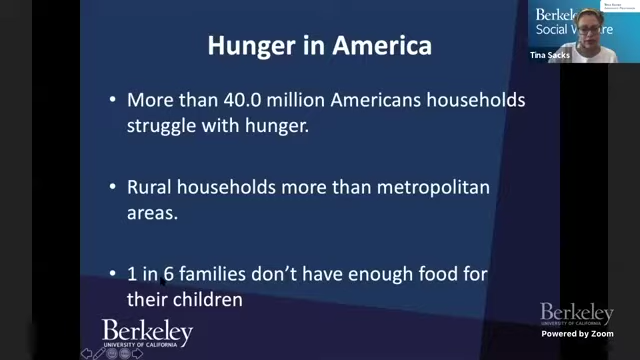 Hunger in America
• More than 40.0 million Americans households
struggle with hunger.
• Rural households more than metropolitan
areas.
• 1 in 6 families don't have enough food for
their children
Berkeley
UNIVERSITY OF CALIFORNIA
Berkeley
Social W fare
Tina Sacks
Berkeley
UNIVERSITY OF CALIFORNIA
Powered by Zoom